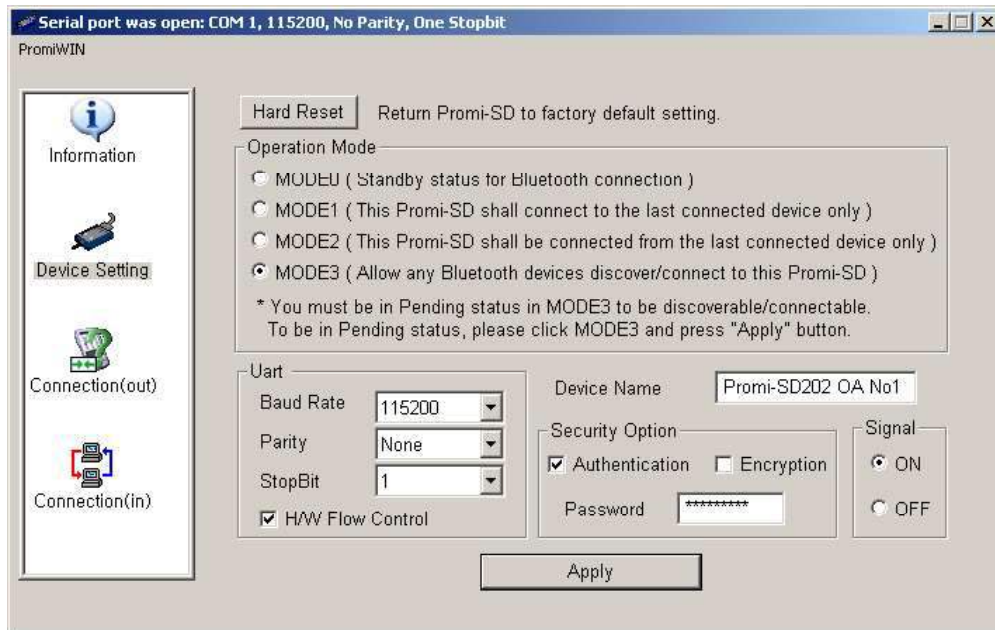 Serial port was open: COM 1, 115200, No Parity, One Stopbit
PromiWIN
Information
Device Setting
Connection(out)
Connection(in)
Hard Reset
Return Promi-SD to factory default setting.
Operation Mode
MODE0 ( Standby status for Bluetooth connection )
MODE1 ( This Promi-SD shall connect to the last connected device only )
MODE2 ( This Promi-SD shall be connected from the last connected device only )
MODE3 ( Allow any Bluetooth devices discover/connect to this Promi-SD )
* You must be in Pending status in MODE3 to be discoverable/connectable.
To be in Pending status, please click MODE3 and press "Apply" button.
Uart
Baud Rate 115200
Parity None
StopBit 1
H/W Flow Control
Device Name Promi-SD202 OA No1
Security Option
Authentication Encryption
Password *********
Signal
ON
OFF
Apply